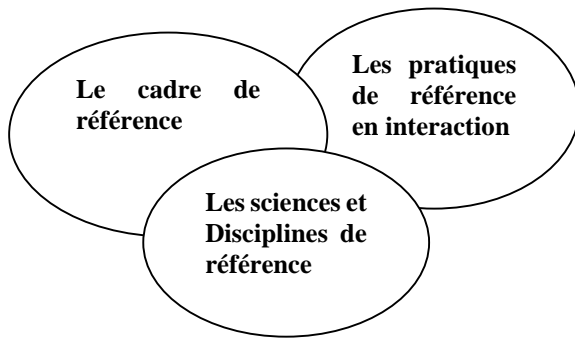 Le cadre de
référence
Les pratiques
de référence
en interaction
Les sciences et
Disciplines de
référence